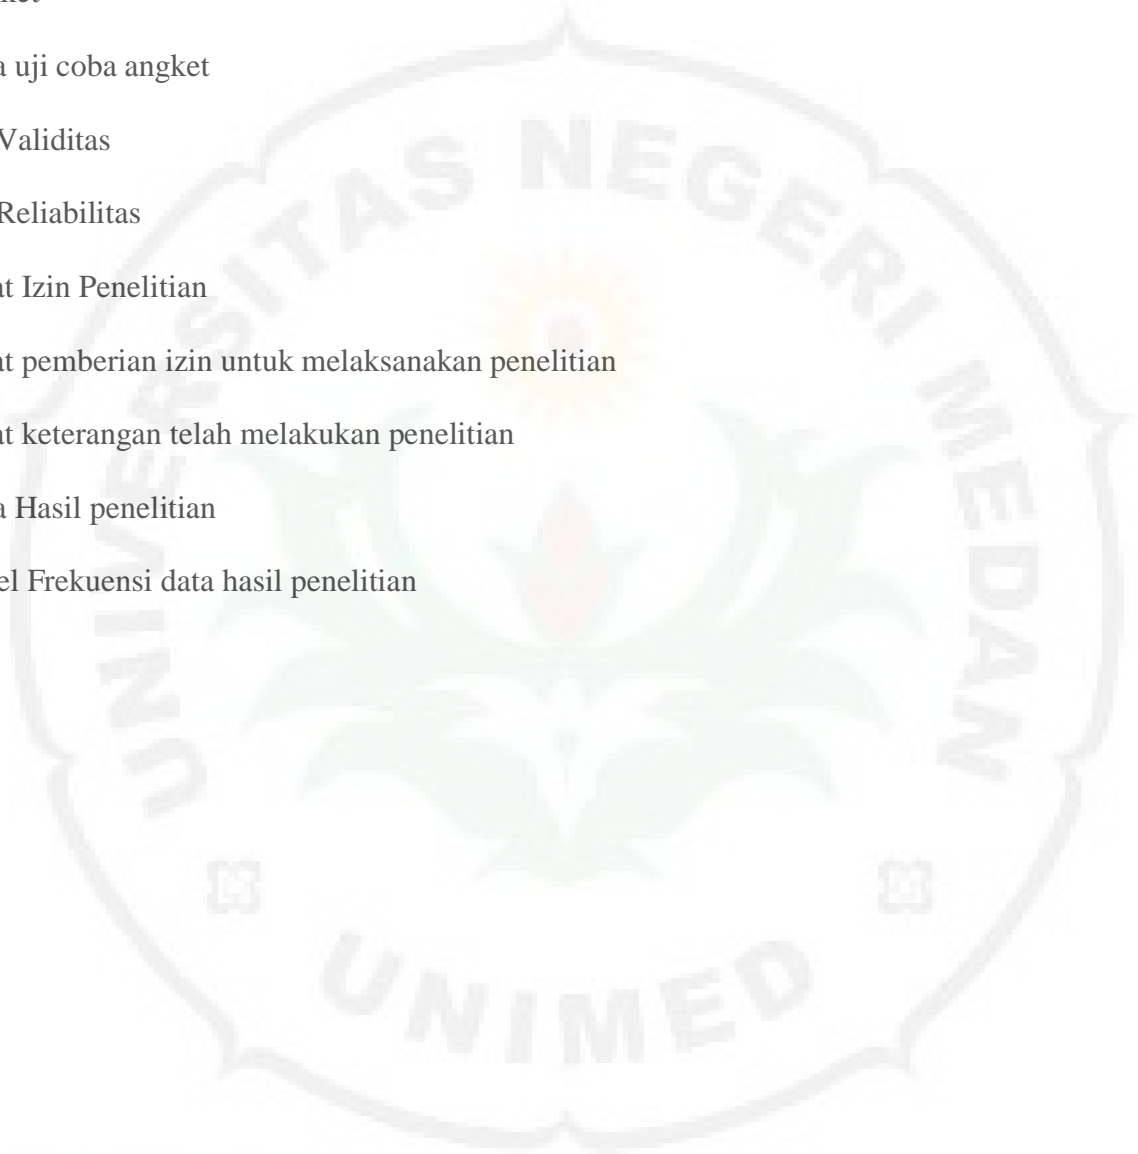 uji coba angket
Validitas
Reliabilitas
Izin Penelitian
pemberian izin untuk melaksanakan penelitian
keterangan telah melakukan penelitian
Hasil penelitian
Frekuensi data hasil penelitian
UNIVERSITAS NEGERI MEDAN
UNIMED